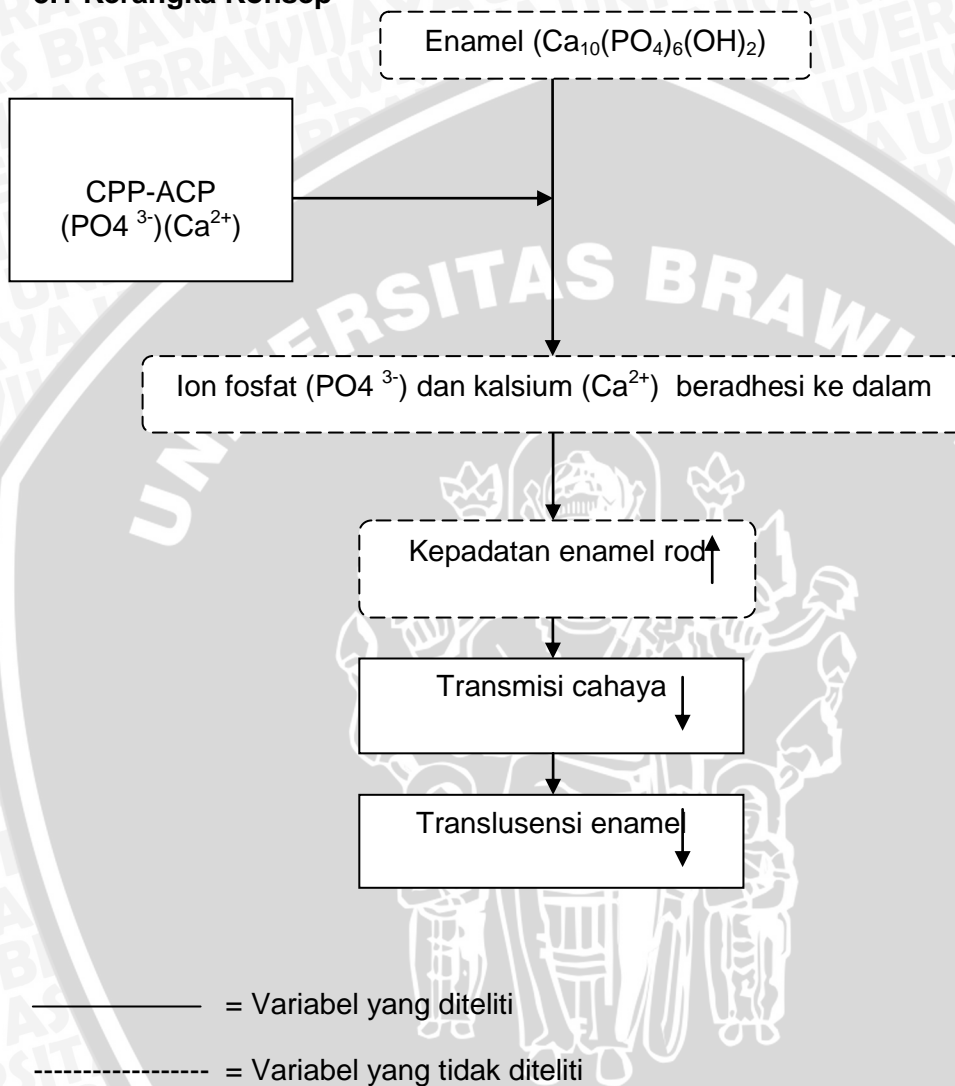 3.1 Kerangka Konsep
Enamel (Ca₁₀(PO₄)₆(OH)₂)
CPP-ACP
(PO4 ³⁻)(Ca²⁺)
UNIVERSITAS BRAWI
Ion fosfat (PO4 ³⁻) dan kalsium (Ca²⁺) beradhesi ke dalam
Kepadatan enamel rod
Transmisi cahaya
Translusensi enamel
= Variabel yang diteliti
= Variabel yang tidak diteliti